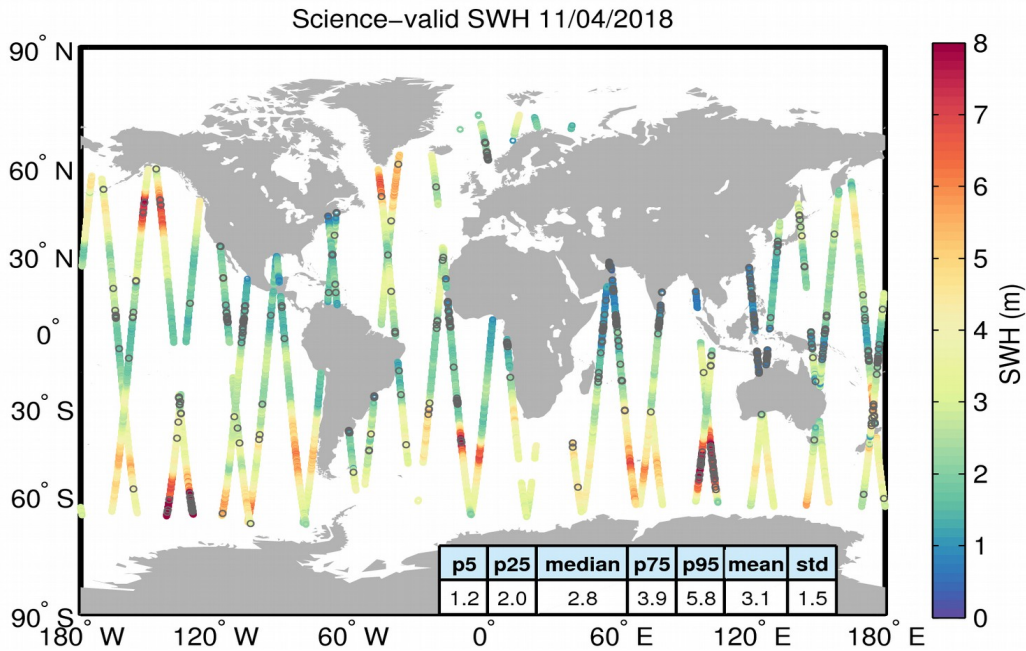 Science−valid SWH 11/04/2018
90° N
60° N
30° N
0°
30° S
60° S
90° S
180° W
120° W
60° W
0°
60° E
120° E
180° E
p5 p25 median p75 p95 mean std
1.2 2.0 2.8 3.9 5.8 3.1 1.5
8
7
6
5
4
3
2
1
0
SWH (m)